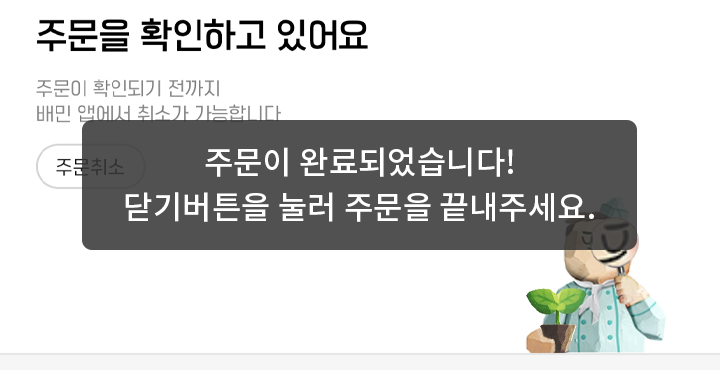 주문을 확인하고 있어요
주문이 확인되기 전까지
배민 앱에서 취소가 가능합니다
주문취소
주문이 완료되었습니다!
닫기버튼을 눌러 주문을 끝내주세요.